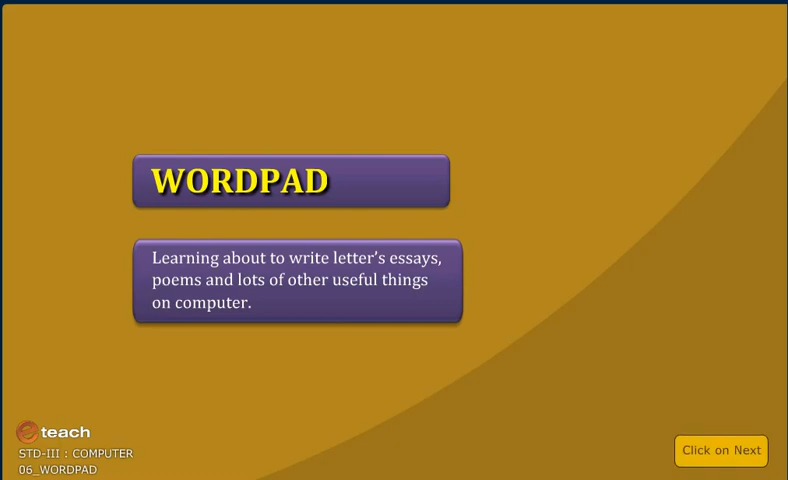 WORDPAD
Learning about to write letter's essays,
poems and lots of other useful things
on computer.
e teach
STD-III : COMPUTER
06_WORDPAD
Click on Next